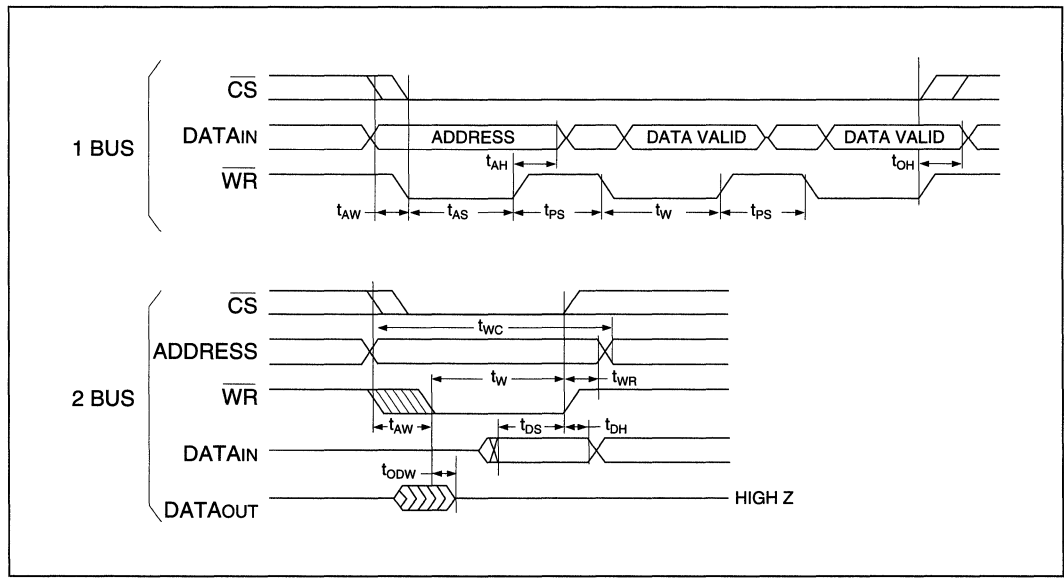 1 BUS
CS
DATAIN ADDRESS DATA VALID DATA VALID
tAH tOH
WR
tAW tAS tPS tW tPS
2 BUS
CS
tWC
ADDRESS
tW tWR
WR
tAW tDS tDH
DATAIN
tODW
DATAOUT HIGH Z